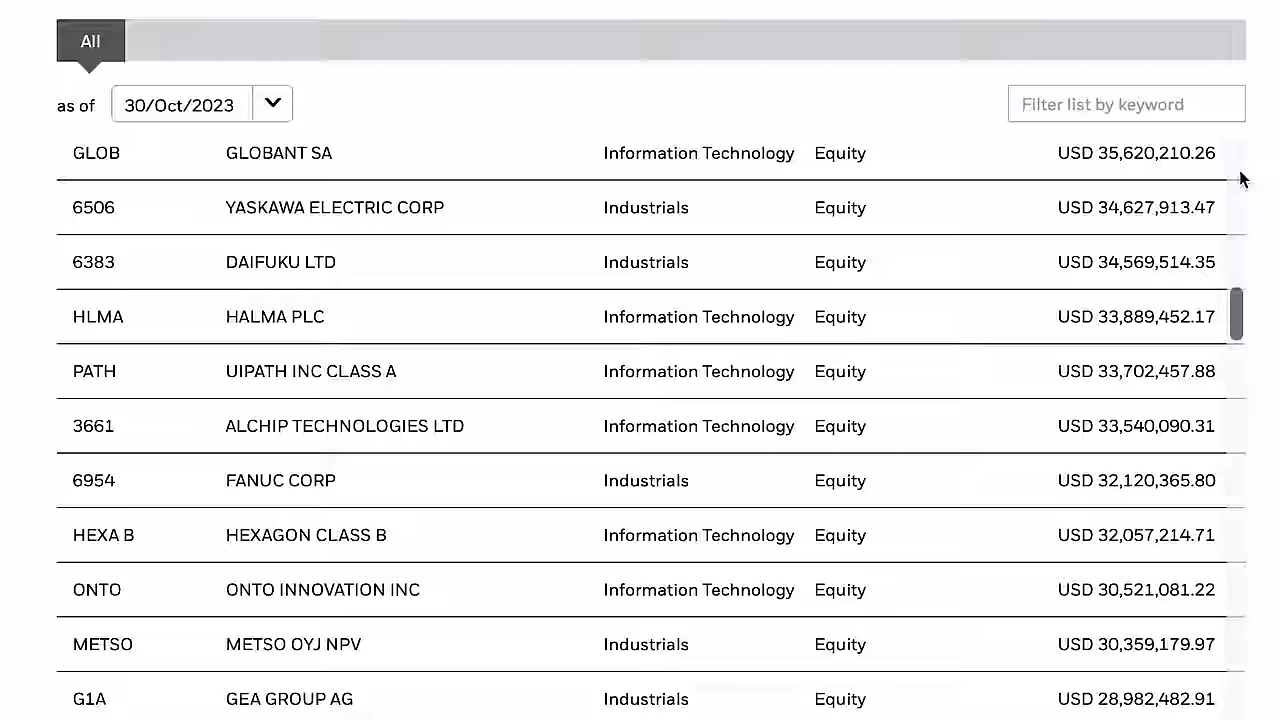 All
as of 30/Oct/2023 Filter list by keyword
GLOB GLOBANT SA Information Technology Equity USD 35,620,210.26
6506 YASKAWA ELECTRIC CORP Industrials Equity USD 34,627,913.47
6383 DAIFUKU LTD Industrials Equity USD 34,569,514.35
HLMA HALMA PLC Information Technology Equity USD 33,889,452.17
PATH UIPATH INC CLASS A Information Technology Equity USD 33,702,457.88
3661 ALCHIP TECHNOLOGIES LTD Information Technology Equity USD 33,540,090.31
6954 FANUC CORP Industrials Equity USD 32,120,365.80
HEXA B HEXAGON CLASS B Information Technology Equity USD 32,057,214.71
ONTO ONTO INNOVATION INC Information Technology Equity USD 30,521,081.22
METSO METSO OYJ NPV Industrials Equity USD 30,359,179.97
G1A GEA GROUP AG Industrials Equity USD 28,982,482.91